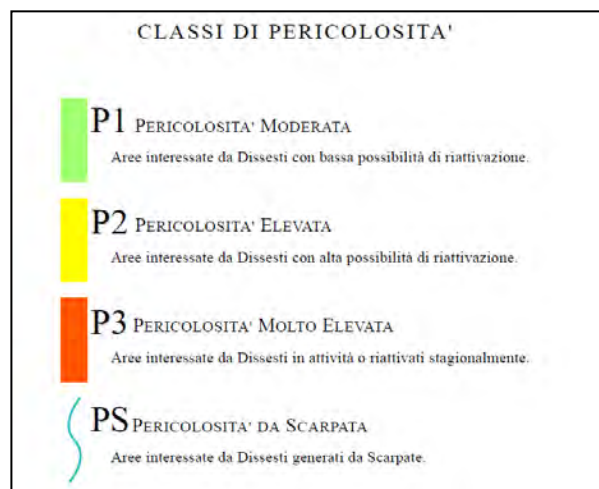 CLASSI DI PERICOLOSITA'
P1 PERICOLOSITA' MODERATA
Aree interessate da Dissesti con bassa possibilità di riattivazione.
P2 PERICOLOSITA' ELEVATA
Aree interessate da Dissesti con alta possibilità di riattivazione.
P3 PERICOLOSITA' MOLTO ELEVATA
Aree interessate da Dissesti in attività o riattivati stagionalmente.
PS PERICOLOSITA' DA SCARPATA
Aree interessate da Dissesti generati da Scarpate.